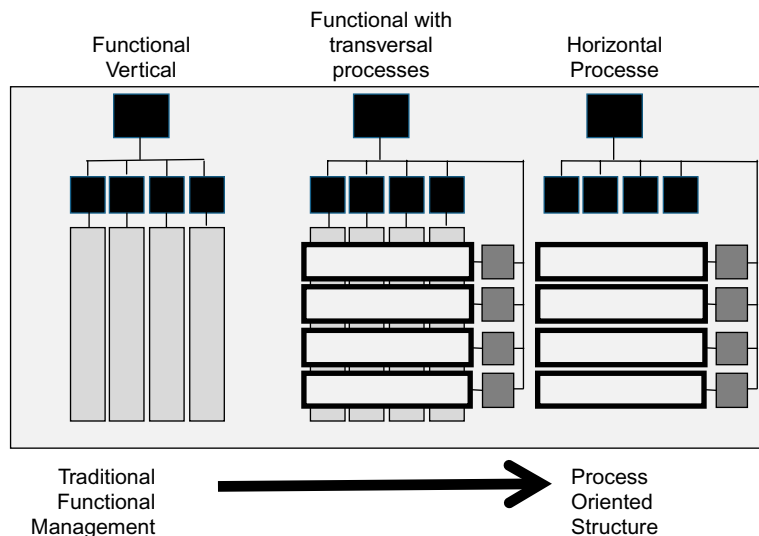 Functional
Vertical
Functional with
transversal
processes
Horizontal
Processe
Traditional
Functional
Management
Process
Oriented
Structure